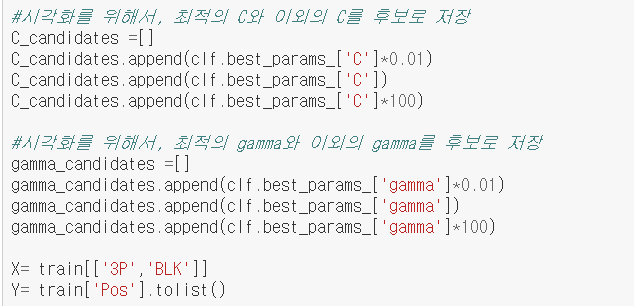 #시각화를 위해서, 최적의 C와 이외의 C를 후보로 저장
C_candidates =[]
C_candidates.append(clf.best_params_['C']*0.01)
C_candidates.append(clf.best_params_['C'])
C_candidates.append(clf.best_params_['C']*100)
#시각화를 위해서, 최적의 gamma와 이외의 gamma를 후보로 저장
gamma_candidates =[]
gamma_candidates.append(clf.best_params_['gamma']*0.01)
gamma_candidates.append(clf.best_params_['gamma'])
gamma_candidates.append(clf.best_params_['gamma']*100)
X= train[['3P','BLK']]
Y= train['Pos'].tolist()